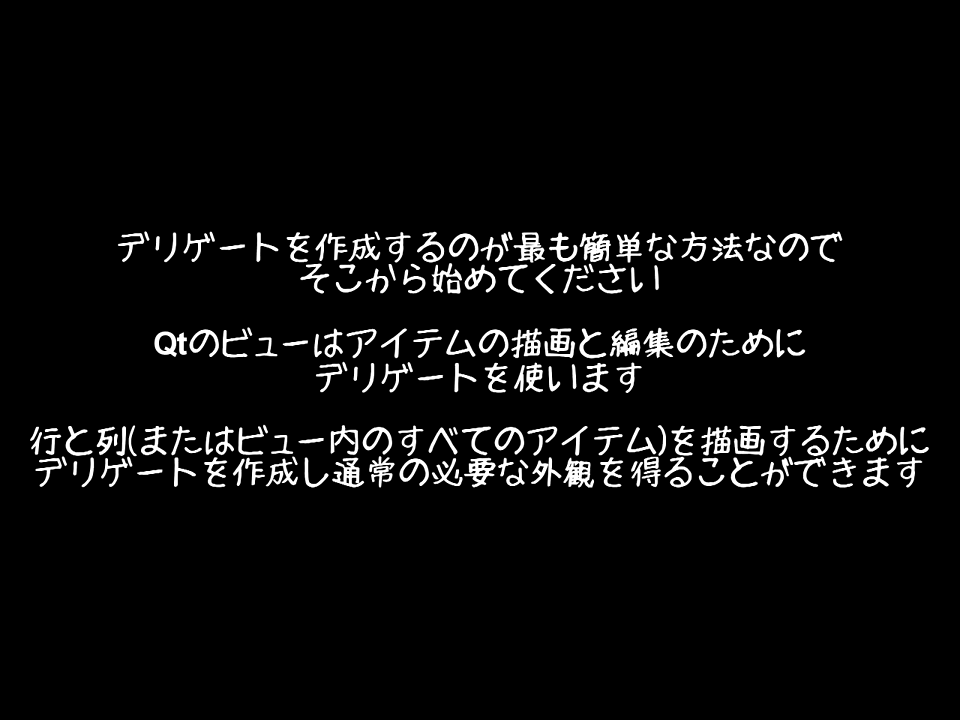 デリゲートを作成するのが最も簡単な方法なので
そこから始めてください
Qtのビューはアイテムの描画と編集のために
デリゲートを使います
行と列(またはビュー内のすべてのアイテム)を描画するために
デリゲートを作成し通常の必要な外観を得ることができます